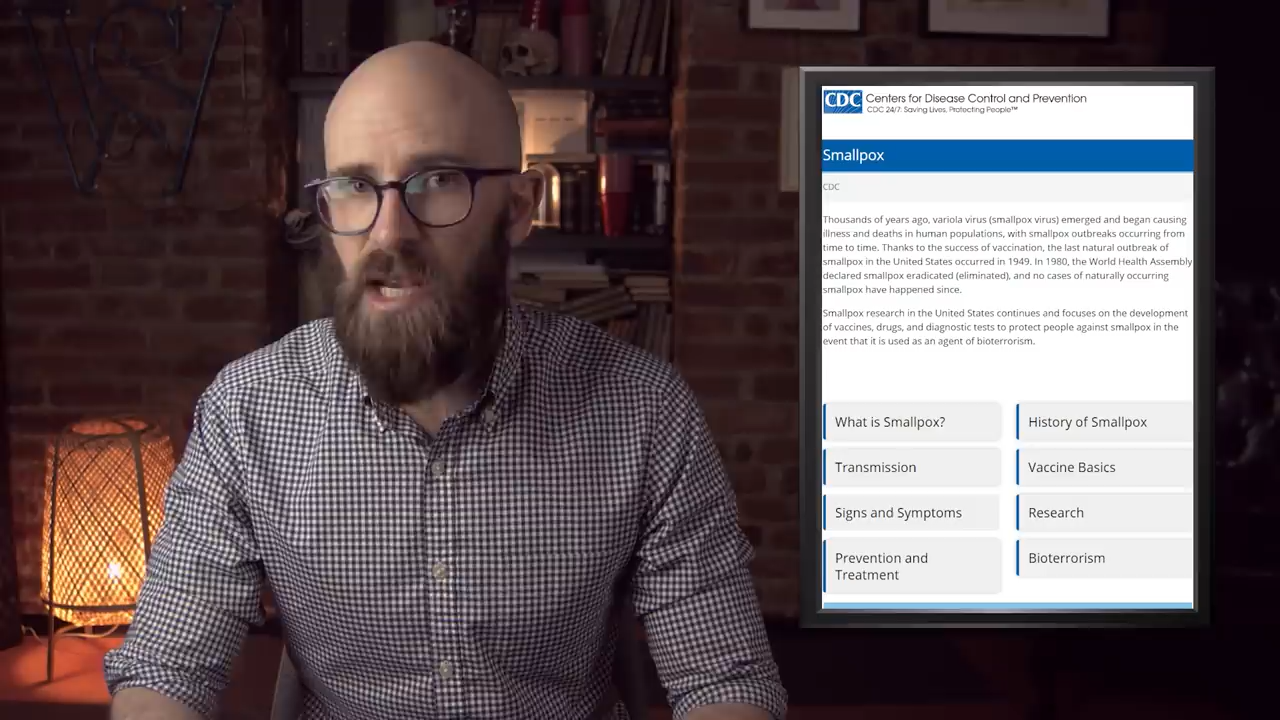 CDC
Centers for Disease Control and Prevention
CDC 24/7: Saving Lives, Protecting People™
Smallpox
CDC
Thousands of years ago, variola virus (smallpox virus) emerged and began causing
illness and deaths in human populations, with smallpox outbreaks occurring from
time to time. Thanks to the success of vaccination, the last natural outbreak of
smallpox in the United States occurred in 1949. In 1980, the World Health Assembly
declared smallpox eradicated (eliminated), and no cases of naturally occurring
smallpox have happened since.
Smallpox research in the United States continues and focuses on the development
of vaccines, drugs, and diagnostic tests to protect people against smallpox in the
event that it is used as an agent of bioterrorism.
What is Smallpox?
History of Smallpox
Transmission
Vaccine Basics
Signs and Symptoms
Research
Prevention and
Treatment
Bioterrorism